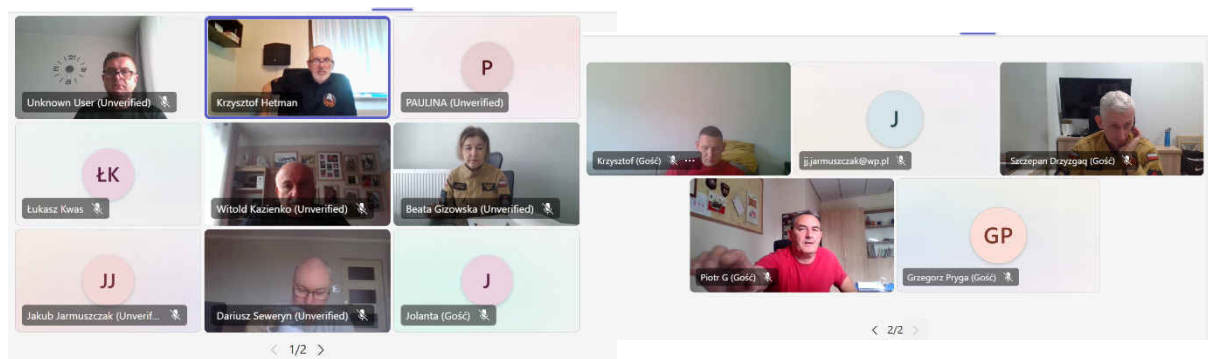 Unknown User (Unverified)
Krzysztof Hetman
P
PAULINA (Unverified)
ŁK
Łukasz Kwas
Witold Kazienko (Unverified)
Beata Gizowska (Unverified)
JJ
Jakub Jarmuszczak (Unverif...
Dariusz Seweryn (Unverified)
J
Jolanta (Gość)
< 1/2 >
Krzysztof (Gość) ...
J
jj.jarmuszczak@wp.pl
Szczepan Drzyzgaq (Gość)
Piotr G (Gość)
GP
Grzegorz Pryga (Gość)
< 2/2 >